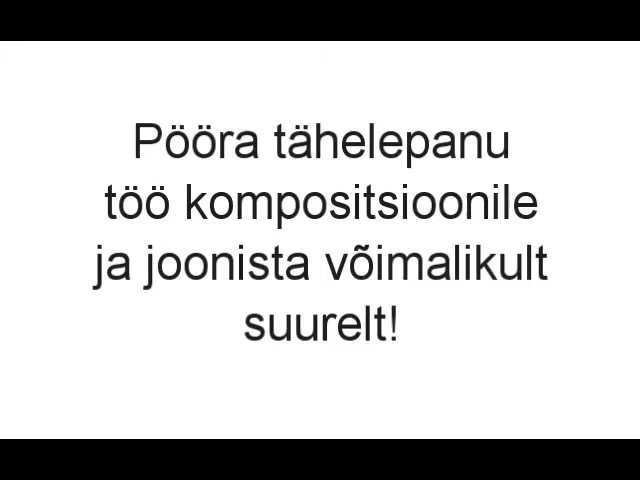 Pööra tähelepanu
töö kompositsioonile
ja joonista võimalikult
suurelt!